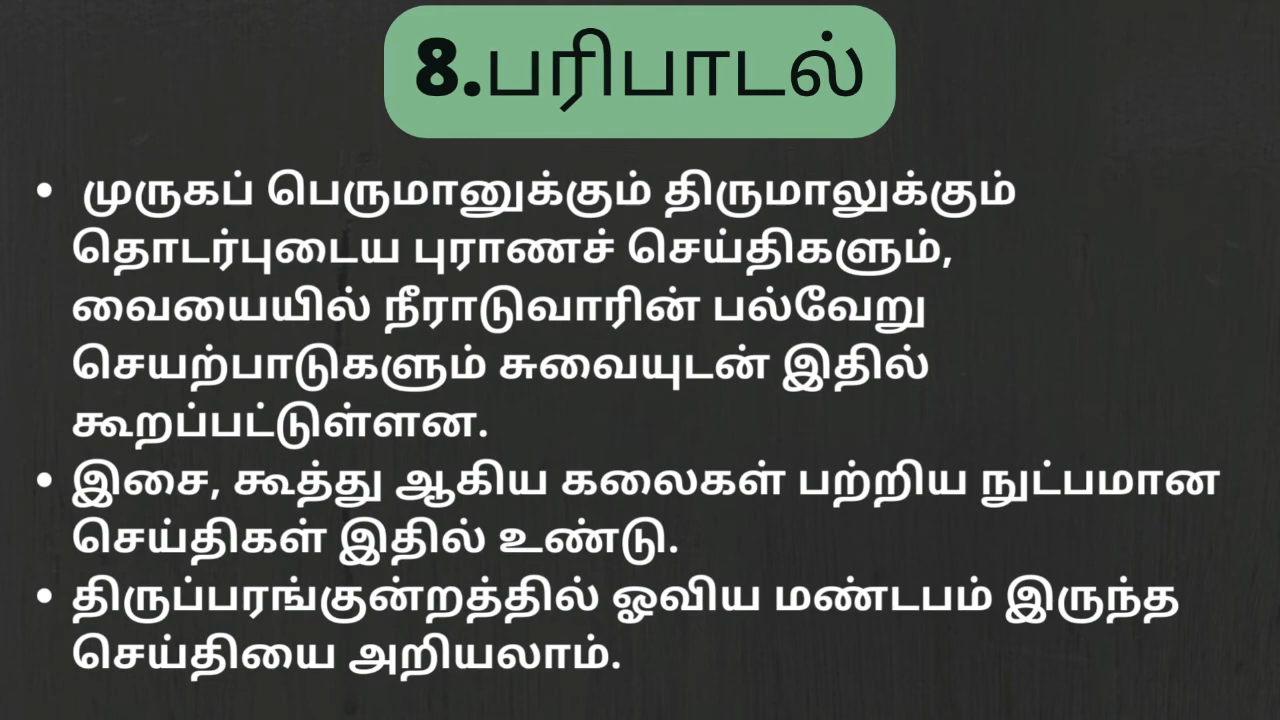 8.பரிபாடல்
• முருகப் பெருமானுக்கும் திருமாலுக்கும்
தொடர்புடைய புராணச் செய்திகளும்,
வையையில் நீராடுவாரின் பல்வேறு
செயற்பாடுகளும் சுவையுடன் இதில்
கூறப்பட்டுள்ளன.
• இசை, கூத்து ஆகிய கலைகள் பற்றிய நுட்பமான
செய்திகள் இதில் உண்டு.
• திருப்பரங்குன்றத்தில் ஓவிய மண்டபம் இருந்த
செய்தியை அறியலாம்.